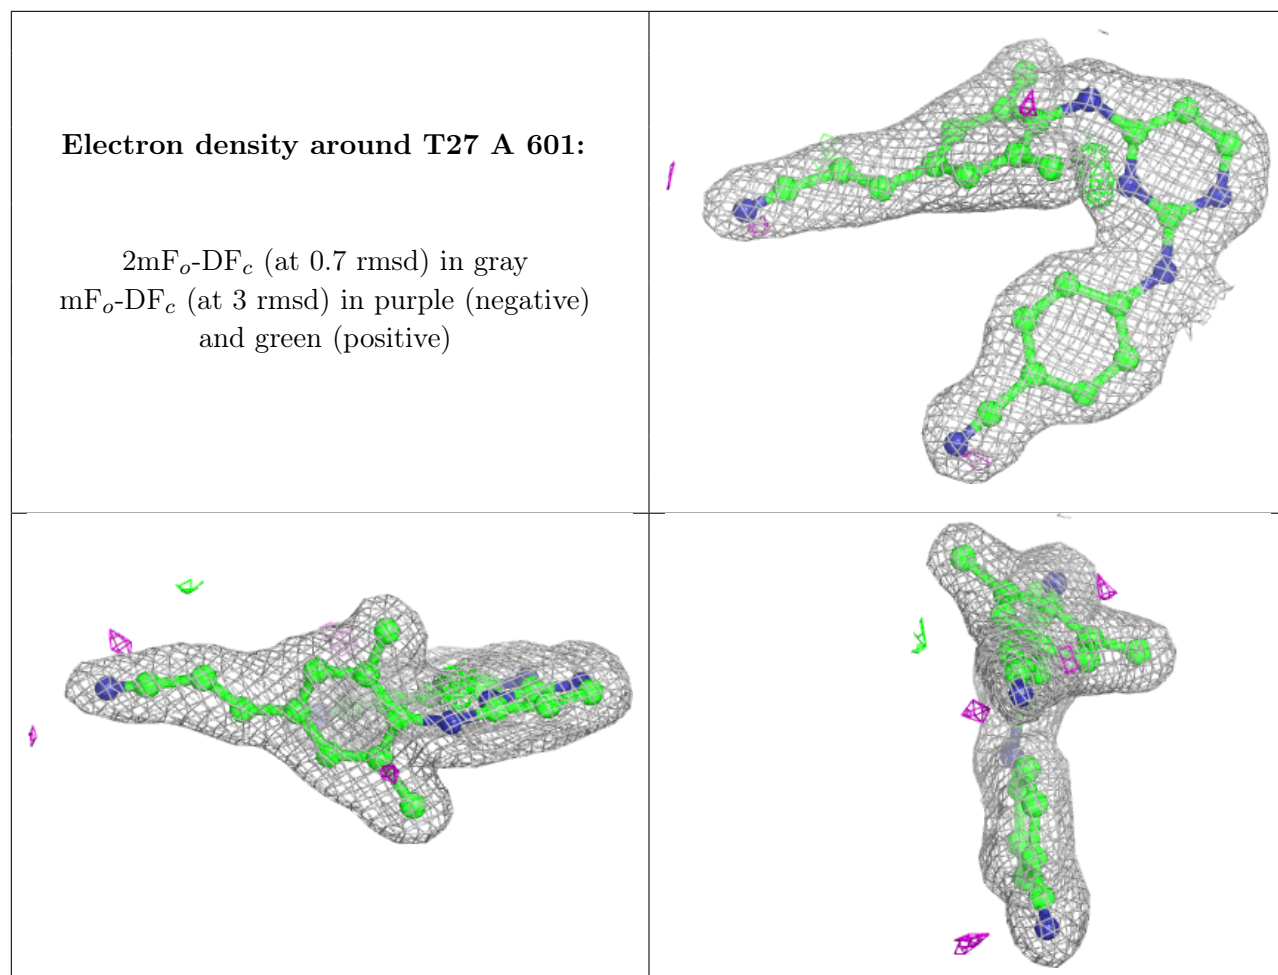 Electron density around T27 A 601:
2mFo-DFc (at 0.7 rmsd) in gray
mFo-DFc (at 3 rmsd) in purple (negative)
and green (positive)